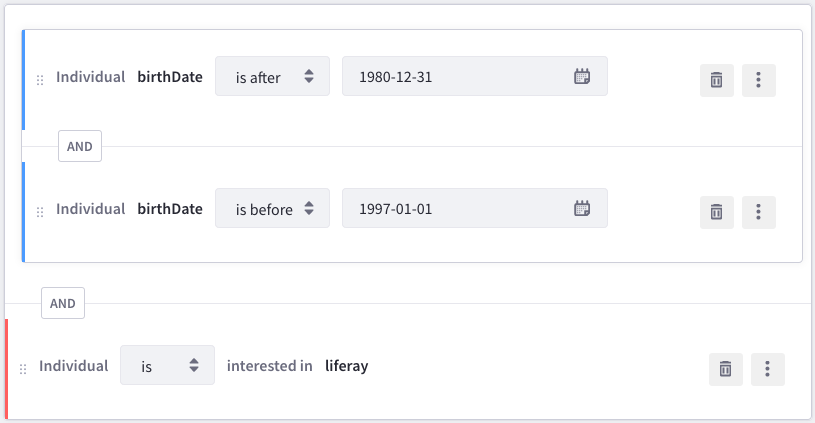 Individual birthDate is after 1980-12-31
AND
Individual birthDate is before 1997-01-01
AND
Individual is interested in liferay